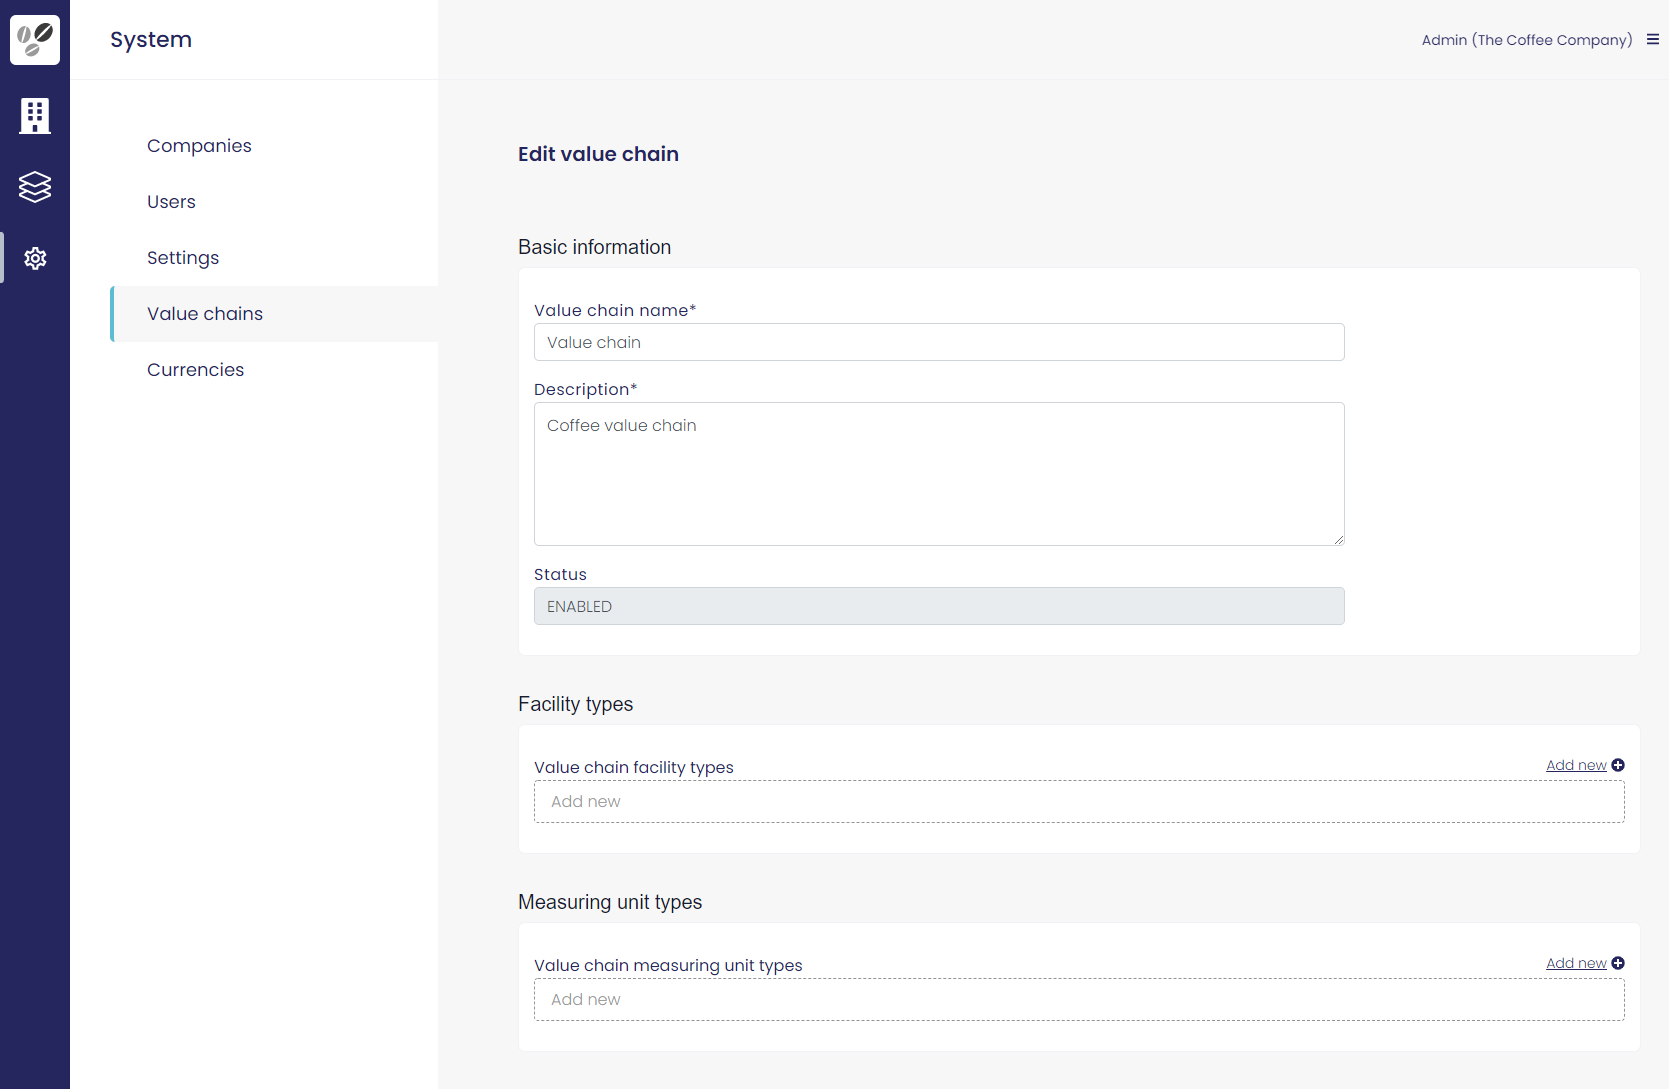 System
Admin (The Coffee Company)
Companies
Users
Settings
Value chains
Currencies
Edit value chain
Basic information
Value chain name*
Value chain
Description*
Coffee value chain
Status
ENABLED
Facility types
Value chain facility types
Add new
Add new
Measuring unit types
Value chain measuring unit types
Add new
Add new